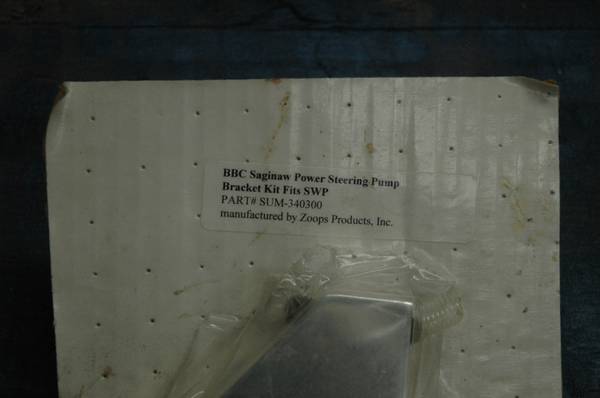 BBC Saginaw Power Steering Pump
Bracket Kit Fits SWP
PART# SUM-340300
manufactured by Zoops Products, Inc.